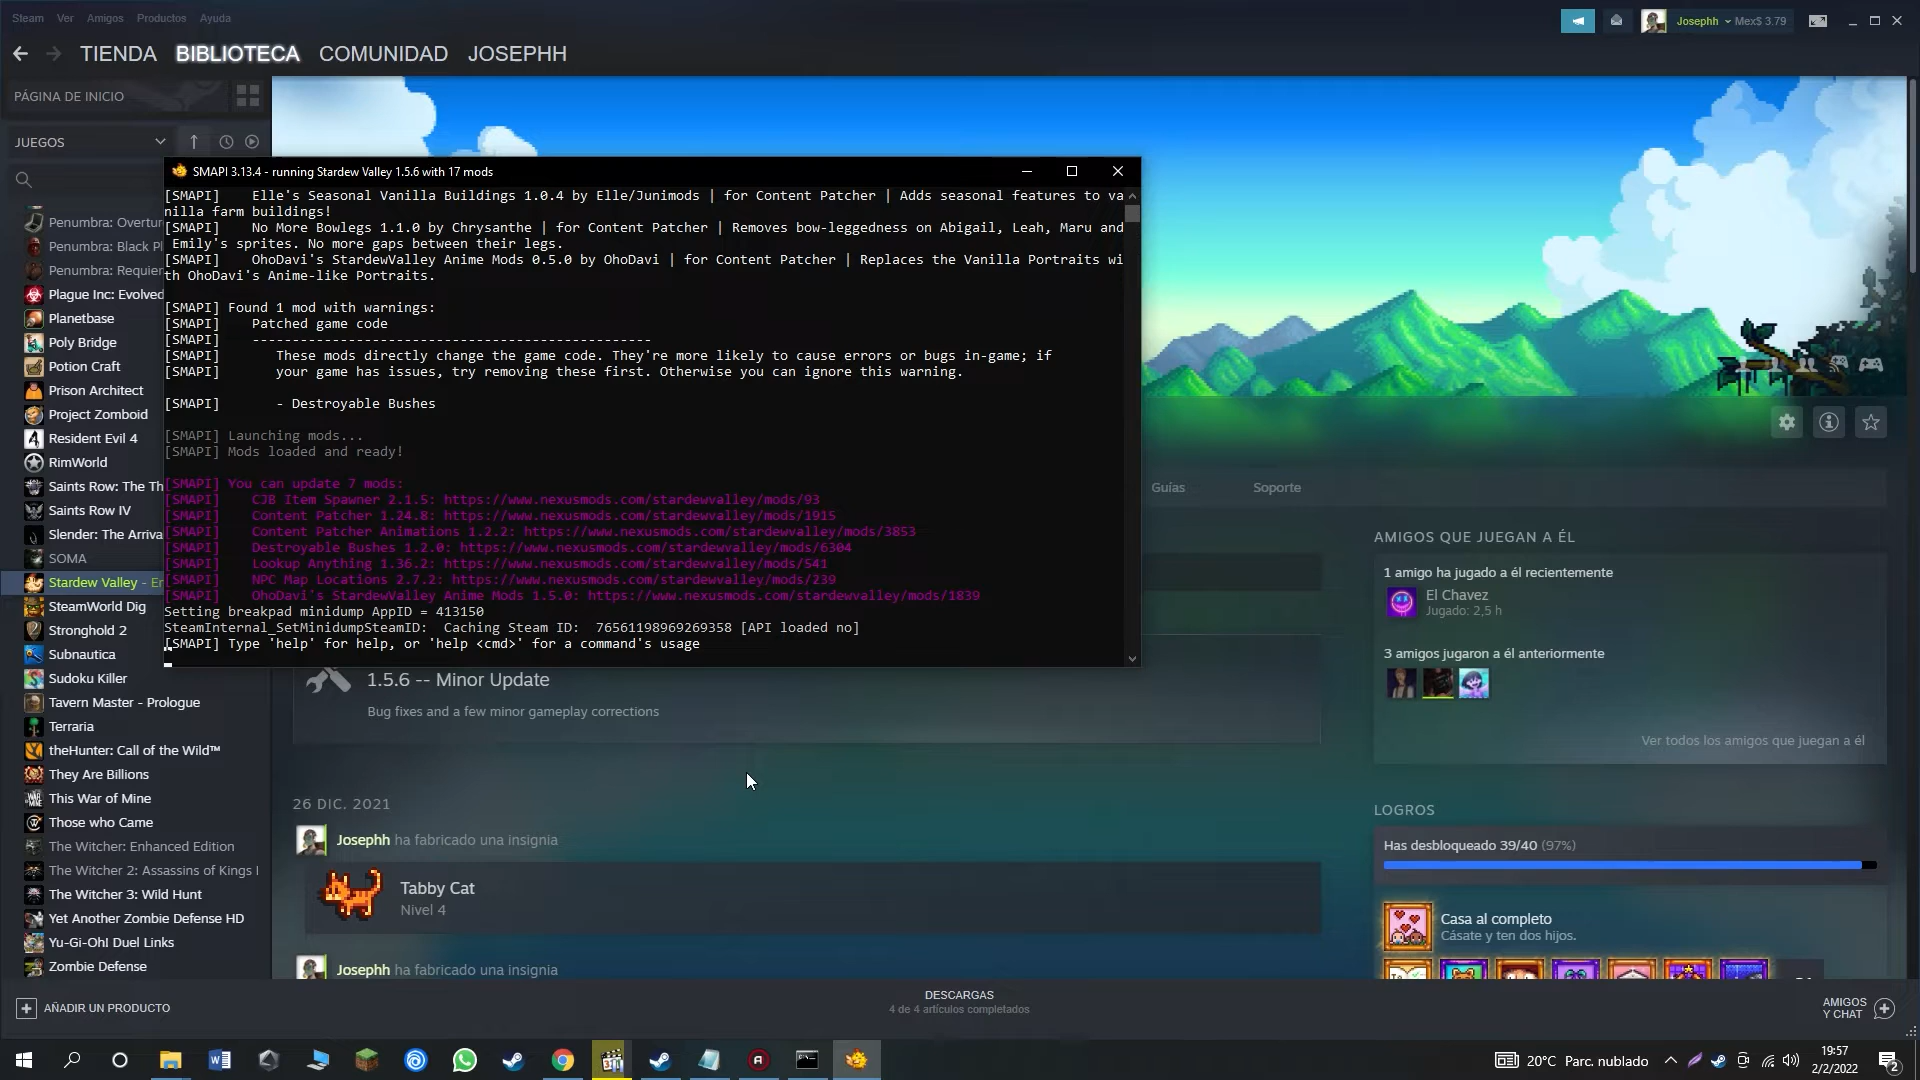 Steam Ver Amigos Productos Ayuda
Josephh Mex$ 3.79
TIENDA BIBLIOTECA COMUNIDAD JOSEPHH
PÁGINA DE INICIO
JUEGOS
Penumbra: Overtur
Penumbra: Black Pl
Penumbra: Requier
Plague Inc: Evolved
Planetbase
Poly Bridge
Potion Craft
Prison Architect
Project Zomboid
Resident Evil 4
RimWorld
Saints Row: The Th
Saints Row IV
Slender: The Arriva
SOMA
Stardew Valley - En
SteamWorld Dig
Stronghold 2
Subnautica
Sudoku Killer
Tavern Master - Prologue
Terraria
theHunter: Call of the Wild™
They Are Billions
This War of Mine
Those who Came
The Witcher: Enhanced Edition
The Witcher 2: Assassins of Kings
The Witcher 3: Wild Hunt
Yet Another Zombie Defense HD
Yu-Gi-Oh! Duel Links
Zombie Defense
SMAPI 3.13.4 - running Stardew Valley 1.5.6 with 17 mods
[SMAPI] Elle's Seasonal Vanilla Buildings 1.0.4 by Elle/Junimods | for Content Patcher | Adds seasonal features to va
nilla farm buildings!
[SMAPI] No More Bowlegs 1.1.0 by Chrysanthe | for Content Patcher | Removes bow-leggedness on Abigail, Leah, Maru and
Emily's sprites. No more gaps between their legs.
[SMAPI] OhoDavi's StardewValley Anime Mods 0.5.0 by OhoDavi | for Content Patcher | Replaces the Vanilla Portraits wi
th OhoDavi's Anime-like Portraits.
[SMAPI] Found 1 mod with warnings:
[SMAPI] Patched game code
[SMAPI] --------------------------------------------------
[SMAPI] These mods directly change the game code. They're more likely to cause errors or bugs in-game; if
[SMAPI] your game has issues, try removing these first. Otherwise you can ignore this warning.
[SMAPI] - Destroyable Bushes
[SMAPI] Launching mods...
[SMAPI] Mods loaded and ready!
[SMAPI] You can update 7 mods:
[SMAPI] CJB Item Spawner 2.1.5: https://www.nexusmods.com/stardewvalley/mods/93
[SMAPI] Content Patcher 1.24.8: https://www.nexusmods.com/stardewvalley/mods/1915
[SMAPI] Content Patcher Animations 1.2.2: https://www.nexusmods.com/stardewvalley/mods/3853
[SMAPI] Destroyable Bushes 1.2.0: https://www.nexusmods.com/stardewvalley/mods/6304
[SMAPI] Lookup Anything 1.36.2: https://www.nexusmods.com/stardewvalley/mods/541
[SMAPI] NPC Map Locations 2.7.2: https://www.nexusmods.com/stardewvalley/mods/239
[SMAPI] OhoDavi's StardewValley Anime Mods 1.5.0: https://www.nexusmods.com/stardewvalley/mods/1839
Setting breakpad minidump AppID = 413150
SteamInternal_SetMinidumpSteamID: Caching Steam ID: 76561198969269358 [API loaded no]
[SMAPI] Type 'help' for help, or 'help <cmd>' for a command's usage
Guías Soporte
1.5.6 -- Minor Update
Bug fixes and a few minor gameplay corrections
26 DIC. 2021
Josephh ha fabricado una insignia
Tabby Cat
Nivel 4
Josephh ha fabricado una insignia
AMIGOS QUE JUEGAN A ÉL
1 amigo ha jugado a él recientemente
El Chavez
Jugado: 2,5 h
3 amigos jugaron a él anteriormente
Ver todos los amigos que juegan a él
LOGROS
Has desbloqueado 39/40 (97%)
Casa al completo
Cásate y ten dos hijos.
AÑADIR UN PRODUCTO
DESCARGAS
4 de 4 artículos completados
AMIGOS
Y CHAT
20°C Parc. nublado
19:57
2/2/2022
2